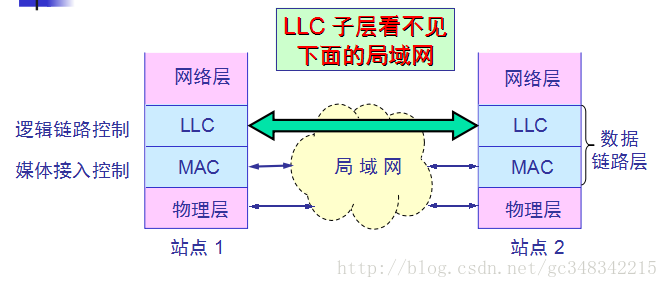 LLC 子层看不见
下面的局域网
网络层
网络层
逻辑链路控制
LLC
LLC
数据
链路层
媒体接入控制
MAC
局 域 网
MAC
物理层
物理层
站点 1
站点 2
http://blog.csdn.net/gc348342215